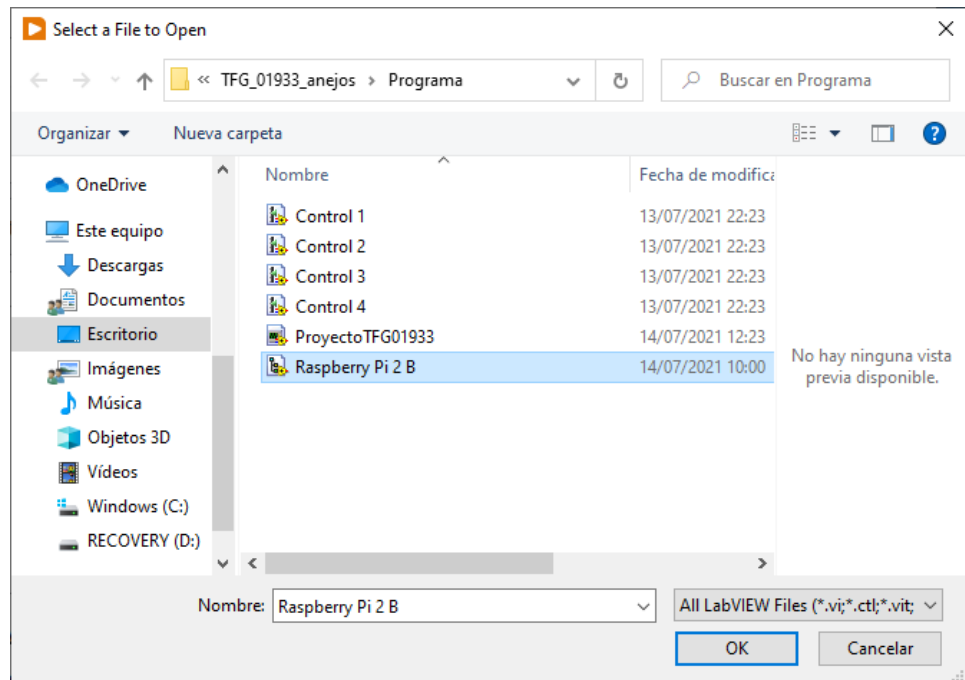 Select a File to Open
« TFG_01933_anejos › Programa
Buscar en Programa
Organizar
Nueva carpeta
OneDrive
Este equipo
Descargas
Documentos
Escritorio
Imágenes
Música
Objetos 3D
Vídeos
Windows (C:)
RECOVERY (D:)
Nombre Fecha de modifica
Control 1 13/07/2021 22:23
Control 2 13/07/2021 22:23
Control 3 13/07/2021 22:23
Control 4 13/07/2021 22:23
ProyectoTFG01933 14/07/2021 12:23
Raspberry Pi 2 B 14/07/2021 10:00
No hay ninguna vista
previa disponible.
Nombre: Raspberry Pi 2 B
All LabVIEW Files (*.vi;*.ctl;*.vit;
OK
Cancelar